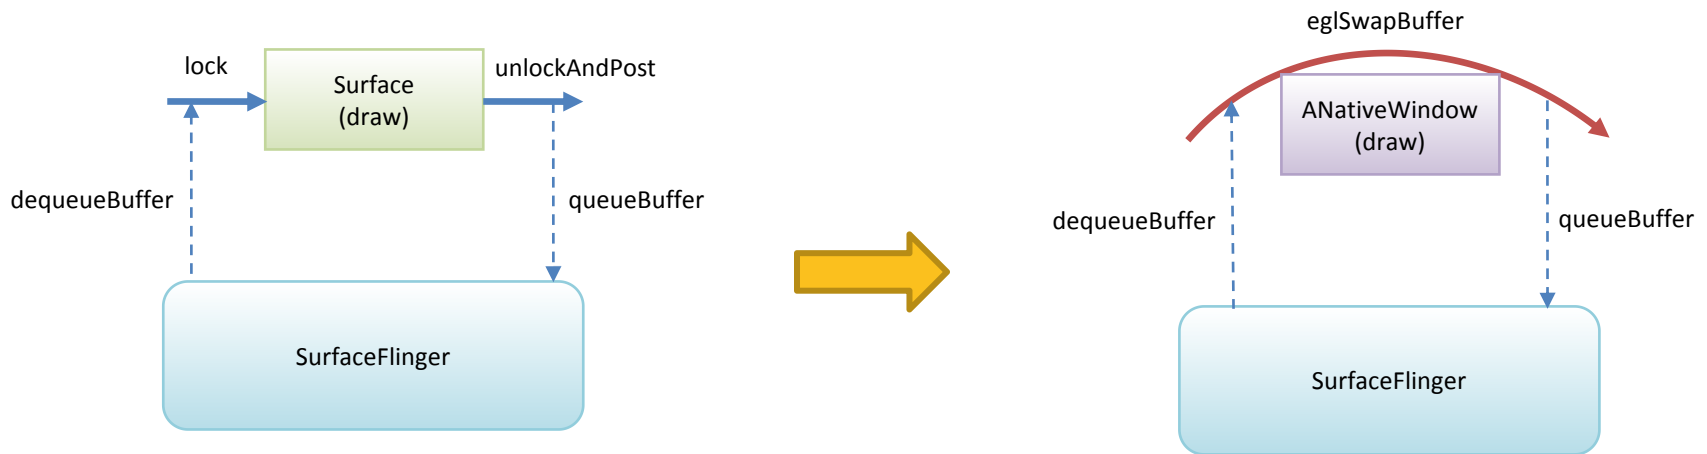 lock
Surface
(draw)
unlockAndPost
dequeueBuffer
queueBuffer
SurfaceFlinger
eglSwapBuffer
ANativeWindow
(draw)
dequeueBuffer
queueBuffer
SurfaceFlinger